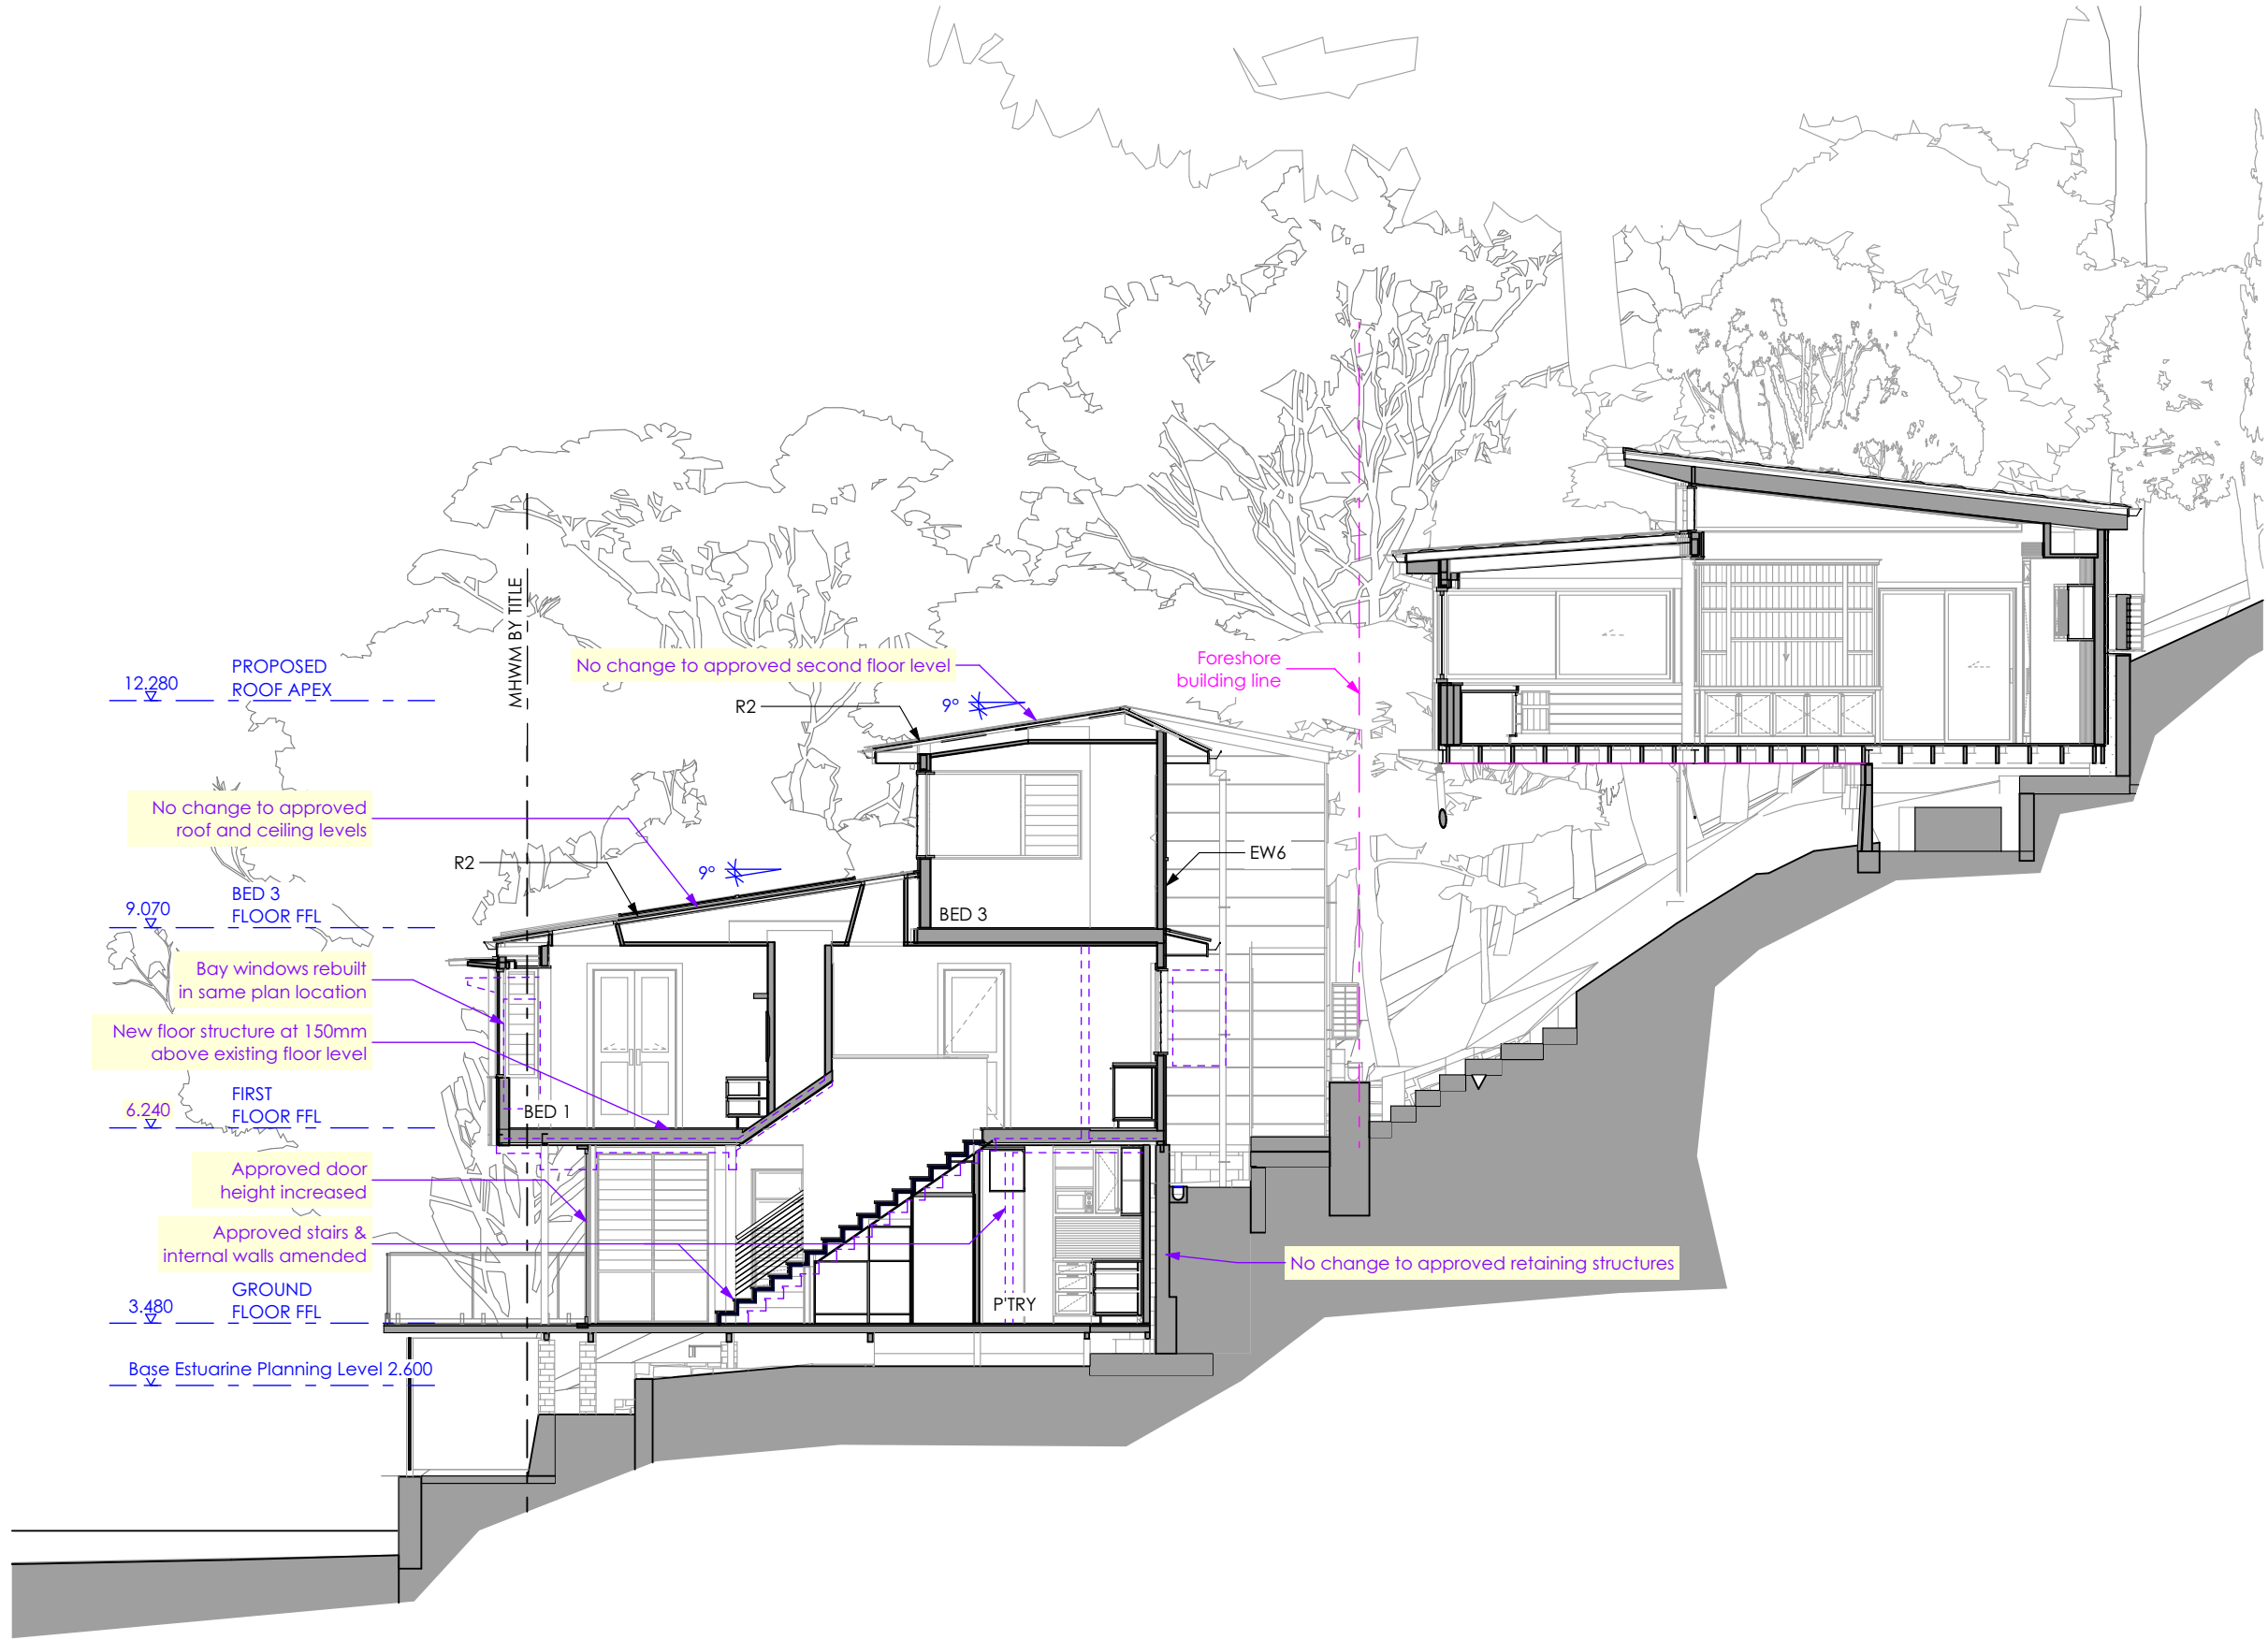 MHWM BY TITLE
PROPOSED
ROOF APEX
12.280
No change to approved second floor level
Foreshore
building line
R2
9°
No change to approved
roof and ceiling levels
R2
9°
EW6
BED 3
FLOOR FFL
9.070
BED 3
Bay windows rebuilt
in same plan location
New floor structure at 150mm
above existing floor level
FIRST
FLOOR FFL
6.240
BED 1
Approved door
height increased
Approved stairs &
internal walls amended
No change to approved retaining structures
GROUND
FLOOR FFL
3.480
P'TRY
Base Estuarine Planning Level 2.600